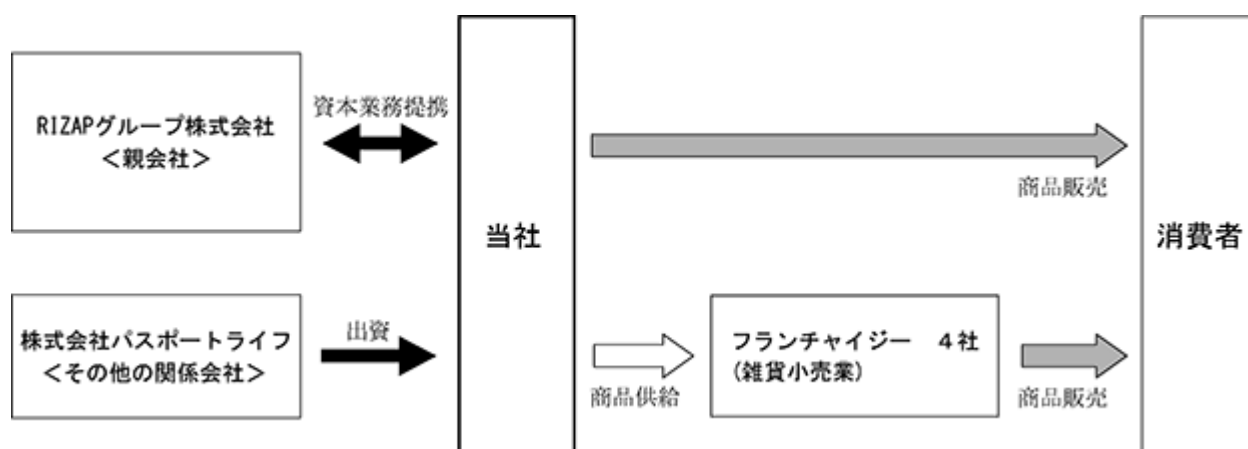 RIZAPグループ株式会社
＜親会社＞
資本業務提携
当社
商品販売
消費者
株式会社パスポートライフ
＜その他の関係会社＞
出資
商品供給
フランチャイジー　４社
(雑貨小売業)
商品販売